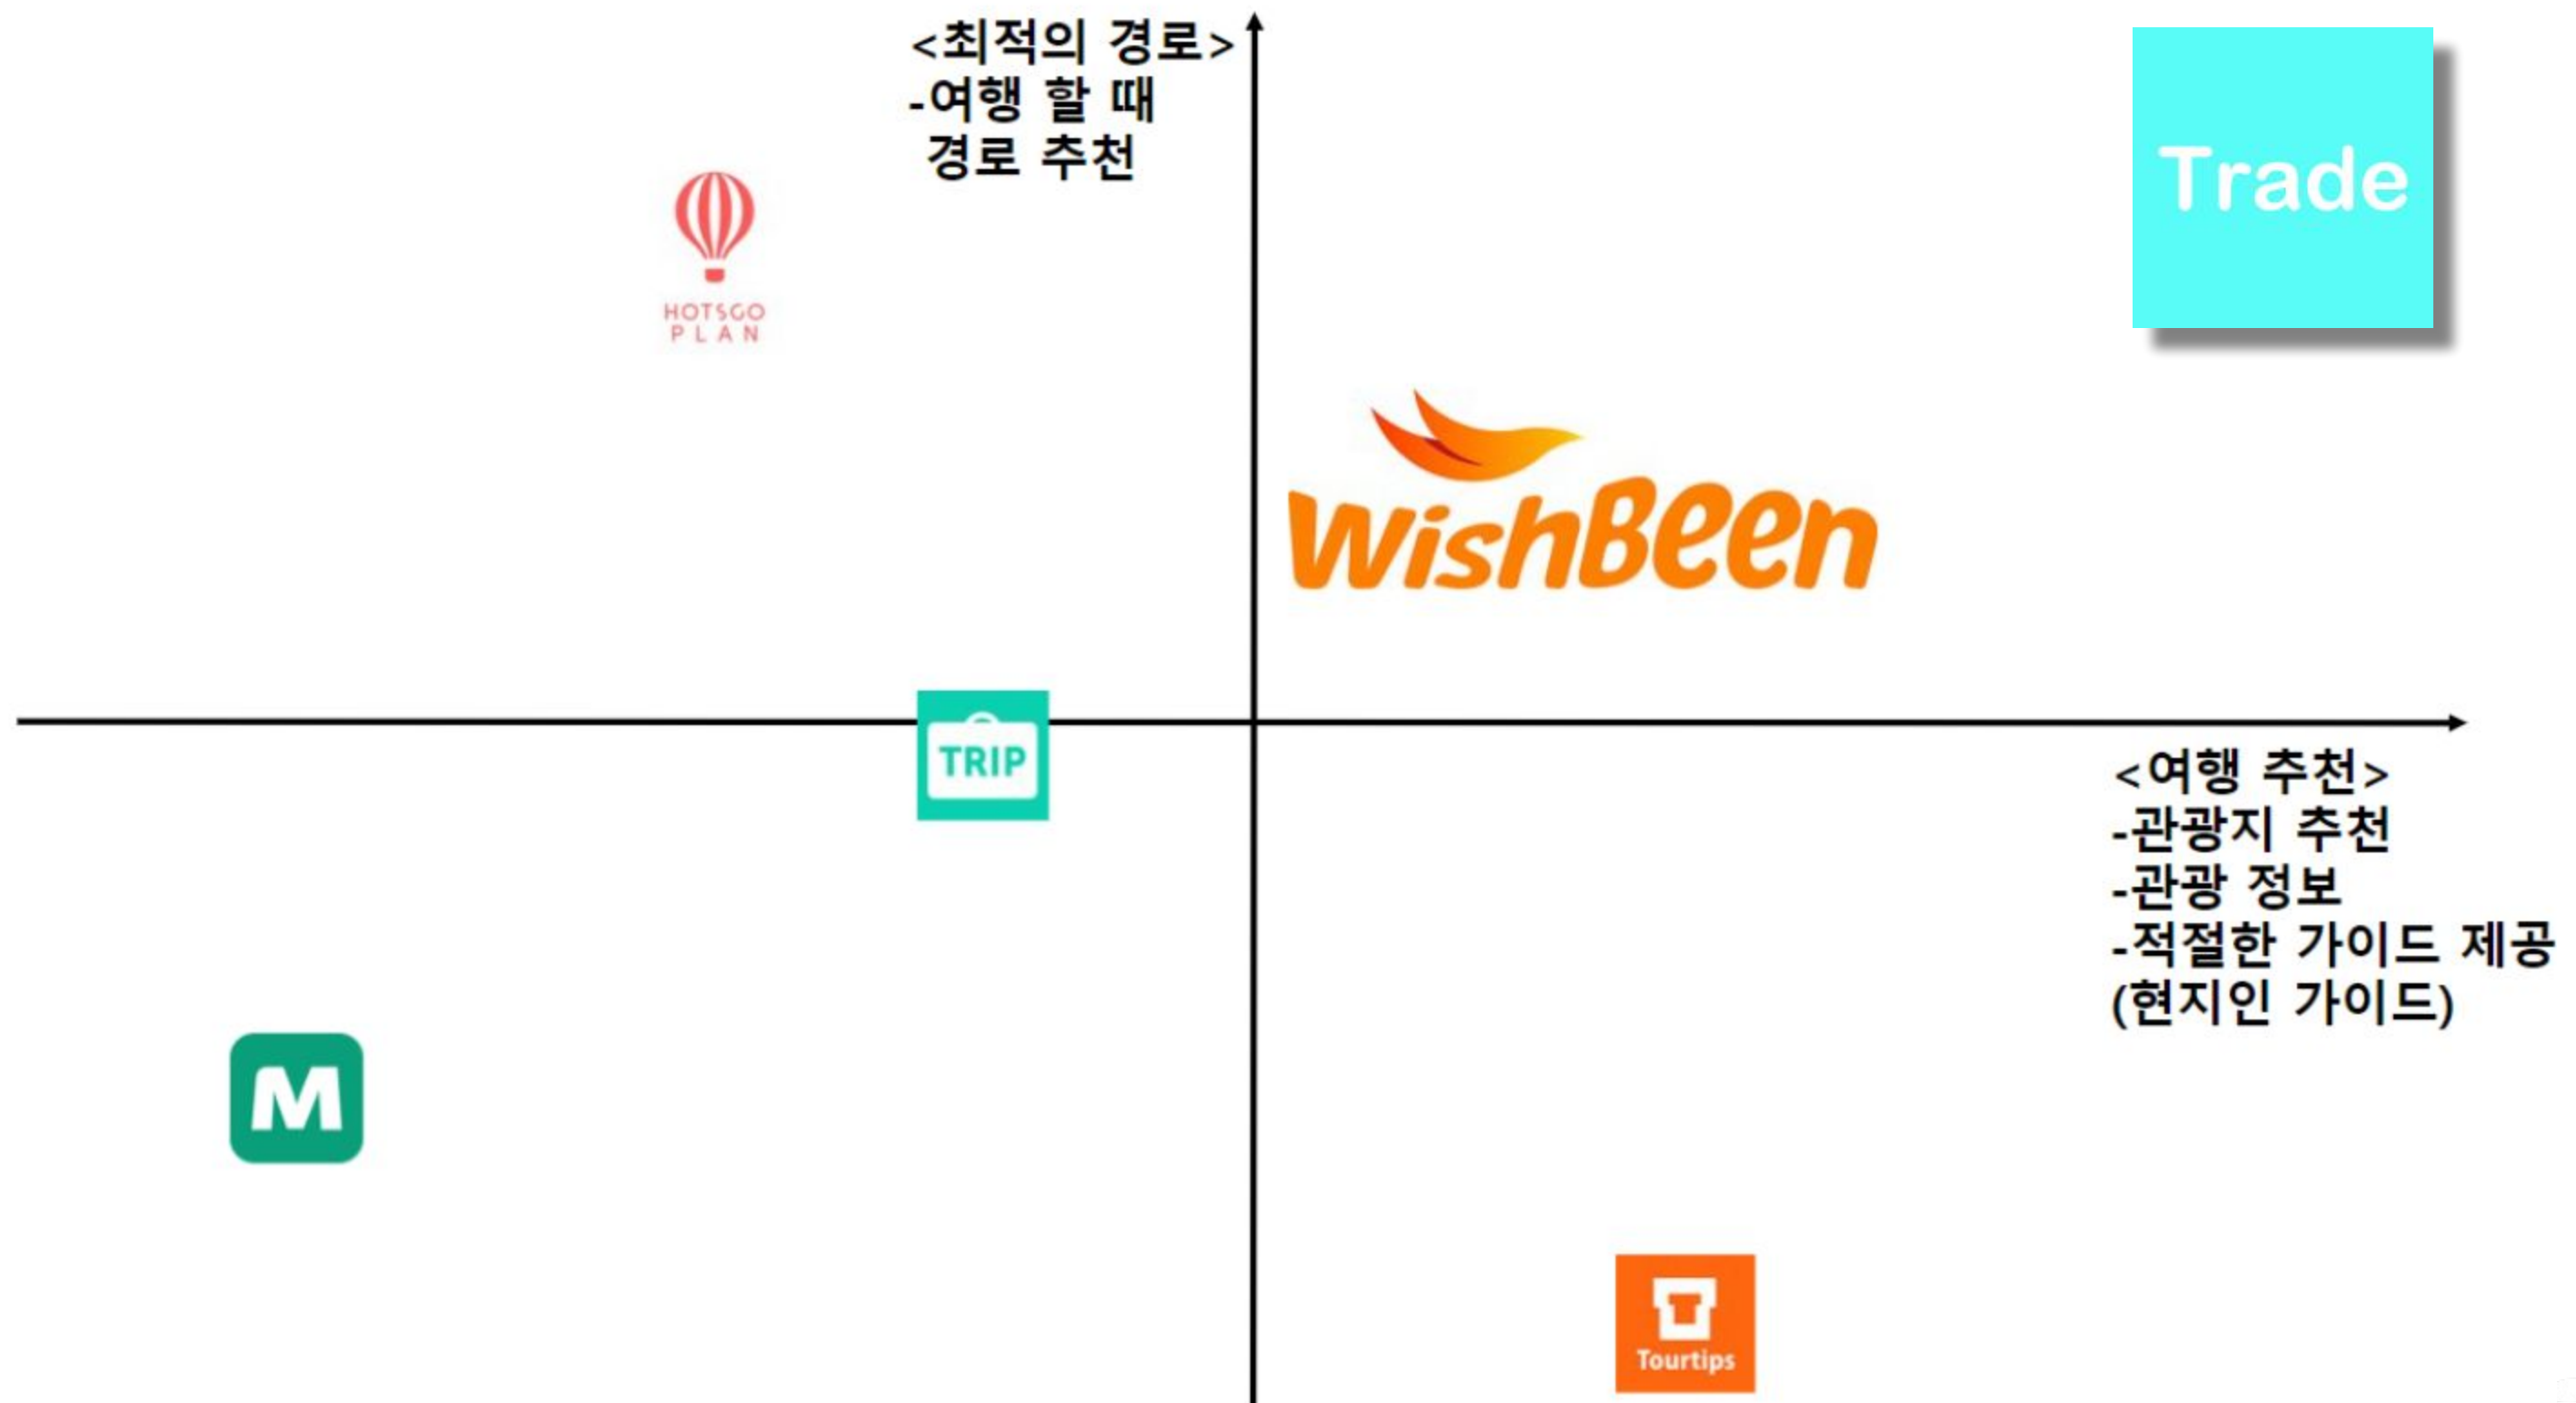 <최적의 경로>
-여행 할 때
경로 추천
Trade
HOTSGO
PLAN
WishBeen
TRIP
<여행 추천>
-관광지 추천
-관광 정보
-적절한 가이드 제공
(현지인 가이드)
M
Tourtips